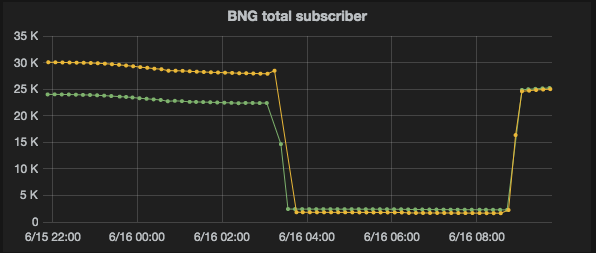 BNG total subscriber
35 K
30 K
25 K
20 K
15 K
10 K
5 K
0
6/15 22:00 6/16 00:00 6/16 02:00 6/16 04:00 6/16 06:00 6/16 08:00